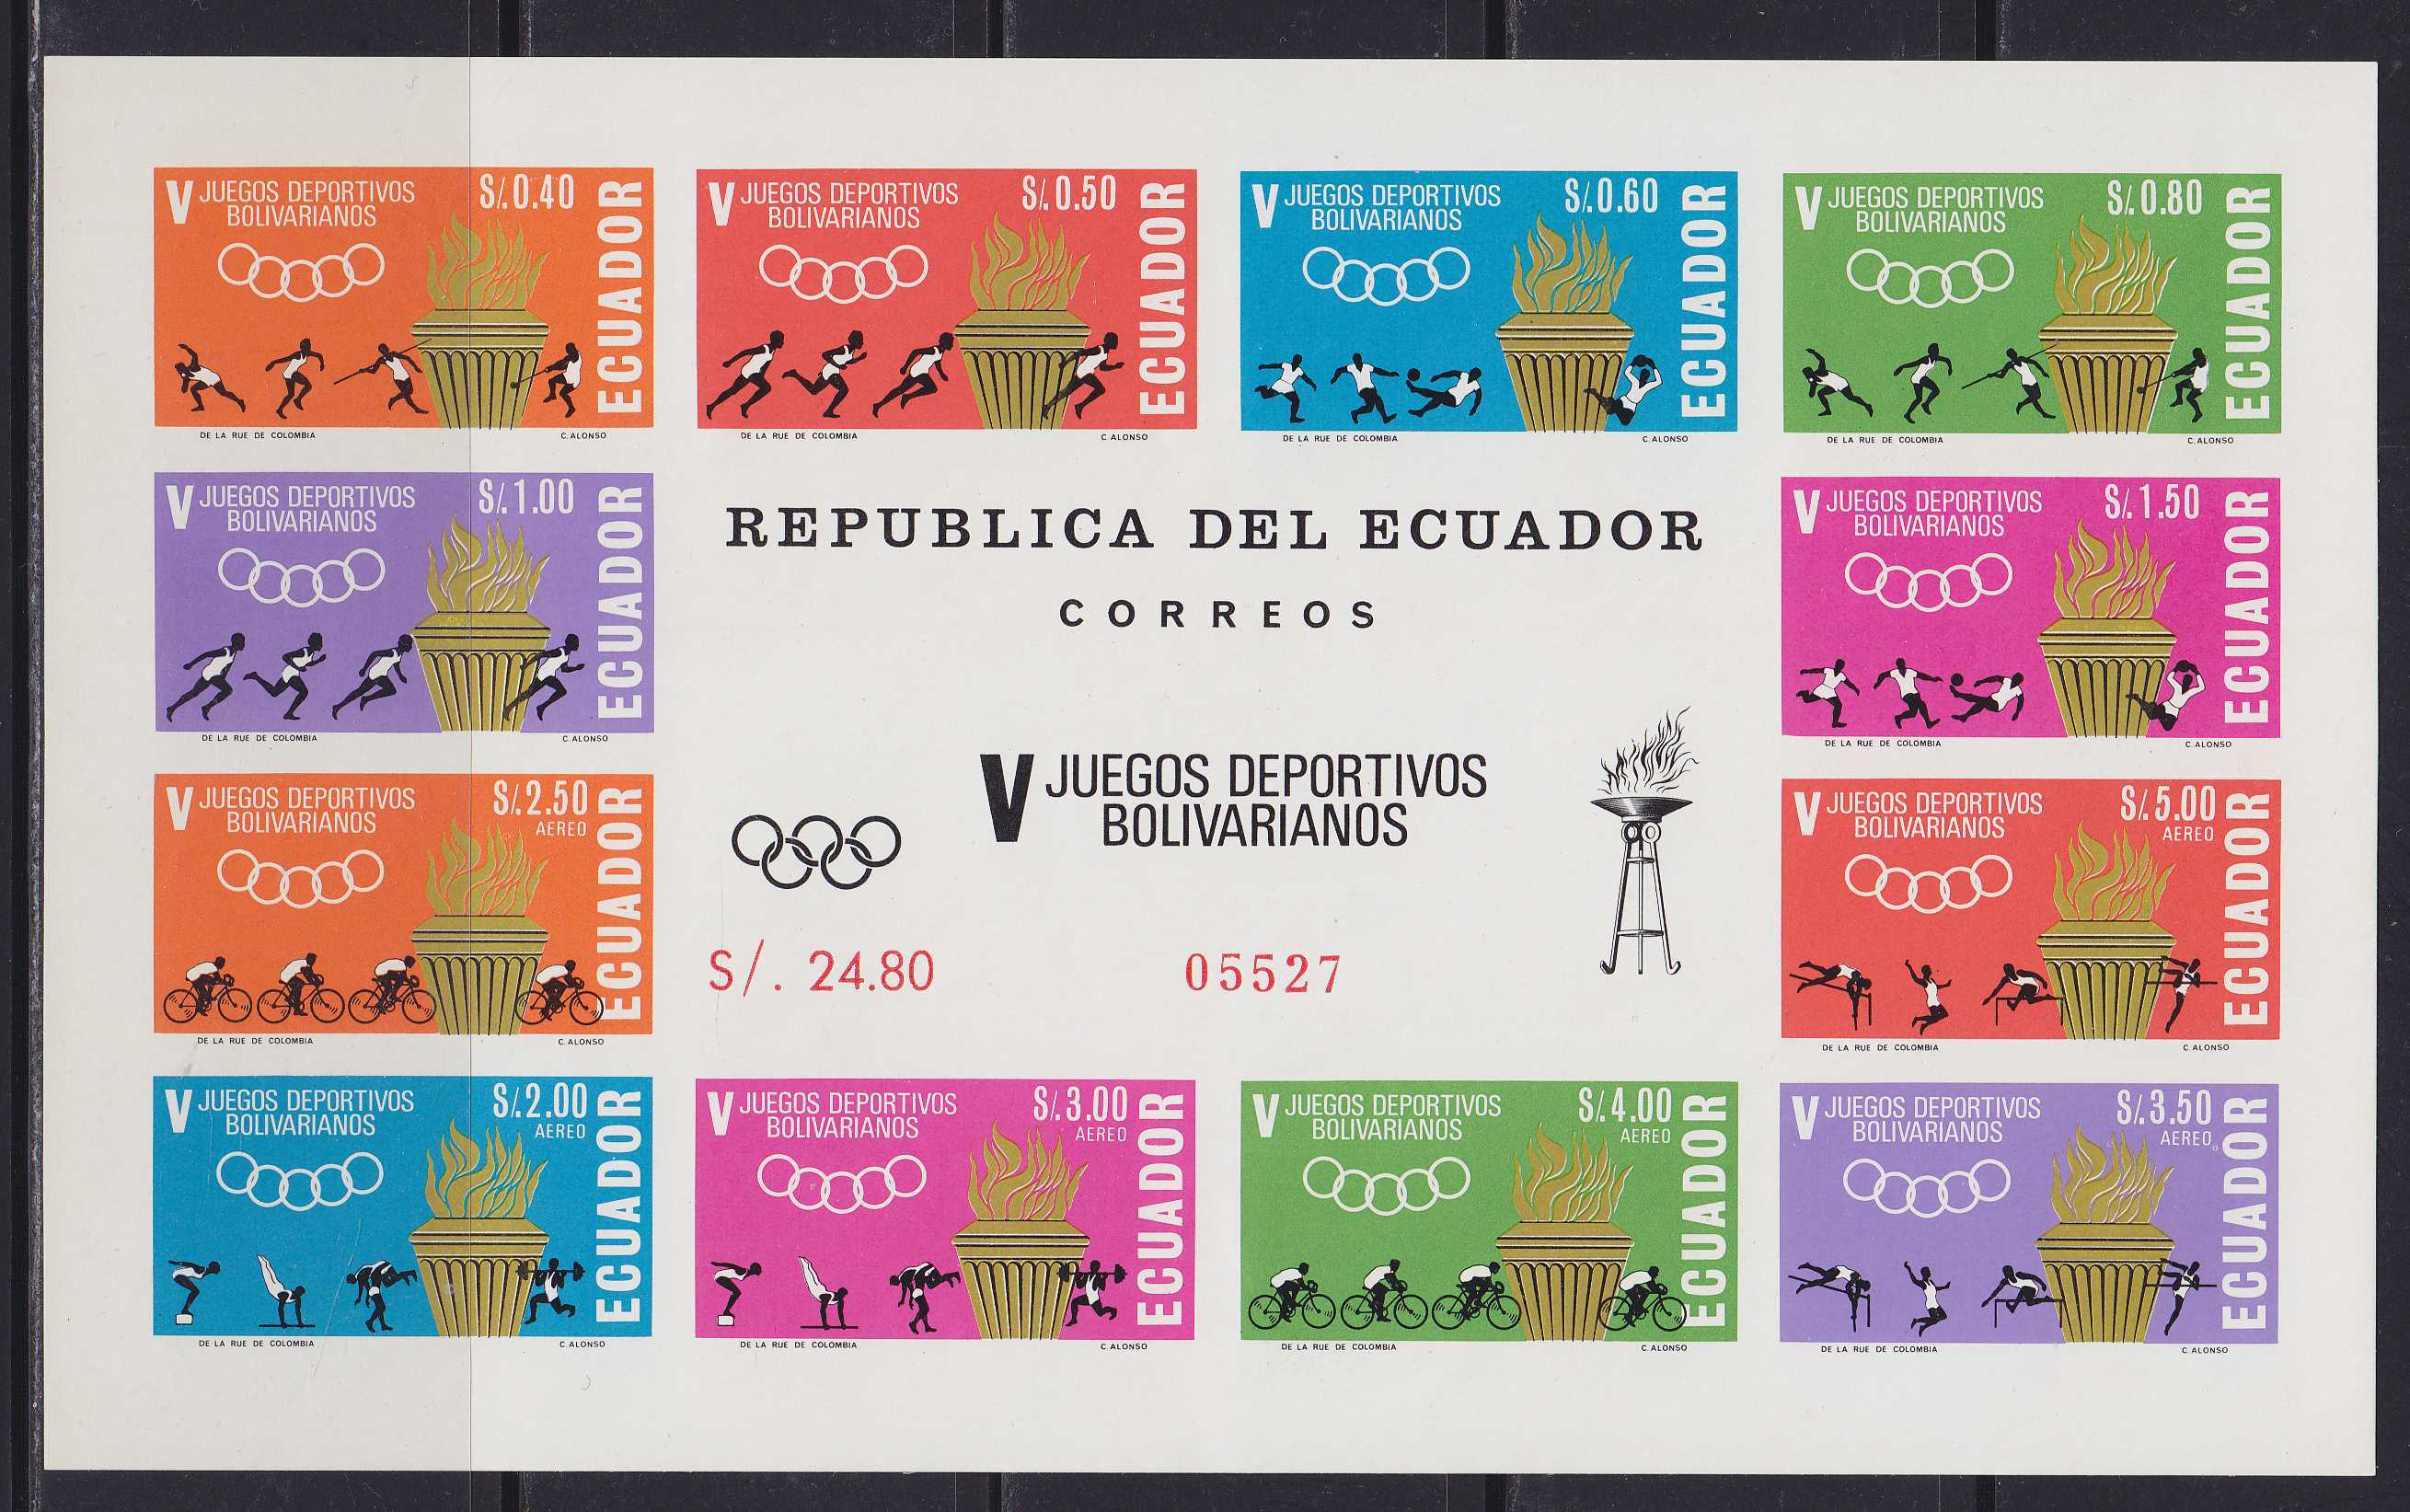 V JUEGOS DEPORTIVOS
BOLIVARIANOS
S/.0.40
ECUADOR
DE LA RUE DE COLOMBIA
C. ALONSO
V JUEGOS DEPORTIVOS
BOLIVARIANOS
S/.0.50
ECUADOR
DE LA RUE DE COLOMBIA
C. ALONSO
V JUEGOS DEPORTIVOS
BOLIVARIANOS
S/.0.60
ECUADOR
DE LA RUE DE COLOMBIA
C. ALONSO
V JUEGOS DEPORTIVOS
BOLIVARIANOS
S/.0.80
ECUADOR
DE LA RUE DE COLOMBIA
C. ALONSO
V JUEGOS DEPORTIVOS
BOLIVARIANOS
S/.1.00
ECUADOR
DE LA RUE DE COLOMBIA
C. ALONSO
REPUBLICA DEL ECUADOR
CORREOS
V JUEGOS DEPORTIVOS
BOLIVARIANOS
S/. 24.80
05527
V JUEGOS DEPORTIVOS
BOLIVARIANOS
S/.1.50
ECUADOR
DE LA RUE DE COLOMBIA
C. ALONSO
V JUEGOS DEPORTIVOS
BOLIVARIANOS
S/.2.50
AEREO
ECUADOR
DE LA RUE DE COLOMBIA
C. ALONSO
V JUEGOS DEPORTIVOS
BOLIVARIANOS
S/.5.00
AEREO
ECUADOR
DE LA RUE DE COLOMBIA
C. ALONSO
V JUEGOS DEPORTIVOS
BOLIVARIANOS
S/.2.00
AEREO
ECUADOR
DE LA RUE DE COLOMBIA
C. ALONSO
V JUEGOS DEPORTIVOS
BOLIVARIANOS
S/.3.00
AEREO
ECUADOR
DE LA RUE DE COLOMBIA
C. ALONSO
V JUEGOS DEPORTIVOS
BOLIVARIANOS
S/.4.00
AEREO
ECUADOR
DE LA RUE DE COLOMBIA
C. ALONSO
V JUEGOS DEPORTIVOS
BOLIVARIANOS
S/.3.50
AEREO
ECUADOR
DE LA RUE DE COLOMBIA
C. ALONSO